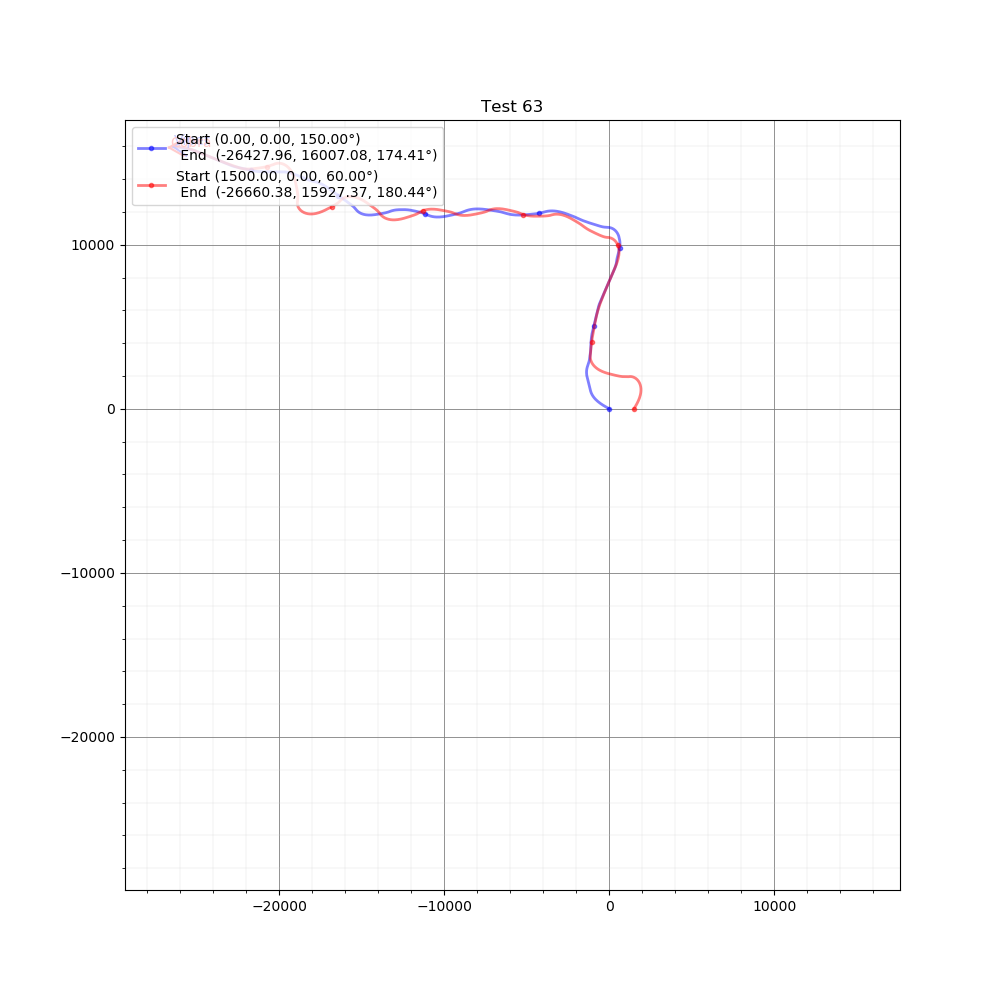 Test 63
Start (0.00, 0.00, 150.00°)
End (-26427.96, 16007.08, 174.41°)
Start (1500.00, 0.00, 60.00°)
End (-26660.38, 15927.37, 180.44°)
10000
0
−10000
−20000
−20000 −10000 0 10000